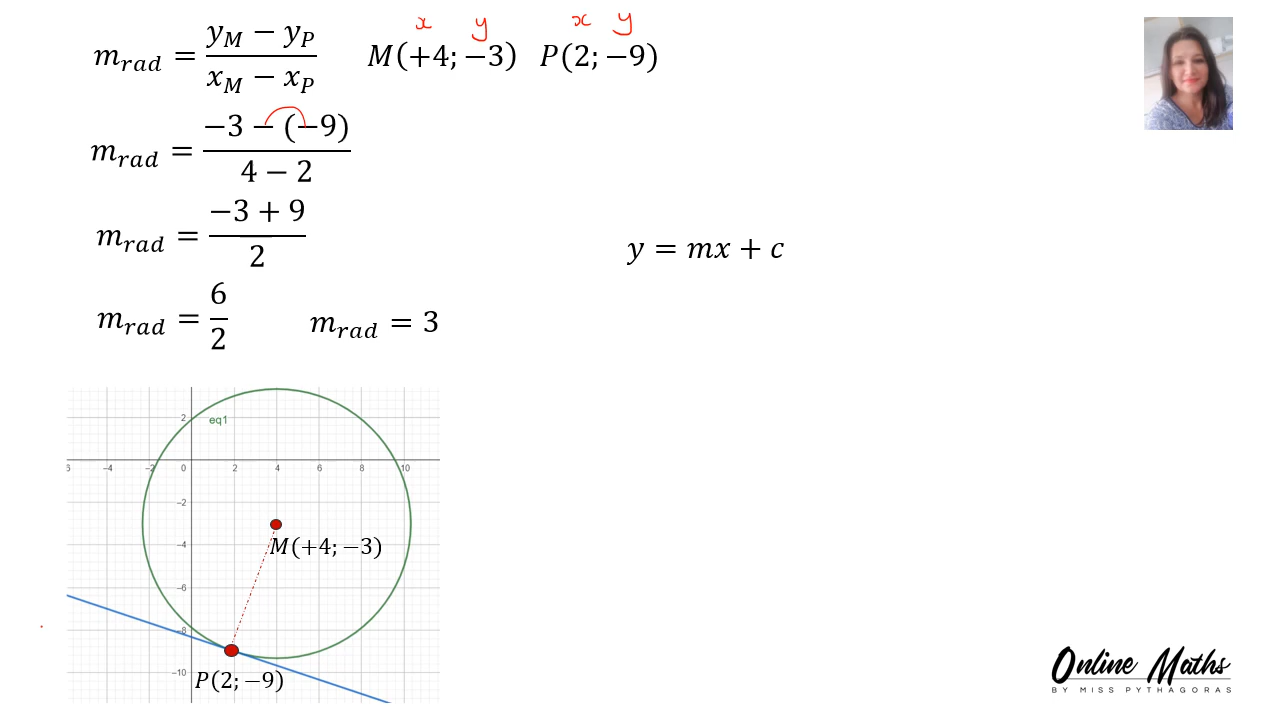 x y x y
m_rad = (y_M − y_P)/(x_M − x_P) M(+4; −3) P(2; −9)
m_rad = (−3 − (−9))/(4 − 2)
m_rad = (−3 + 9)/2
y = mx + c
m_rad = 6/2 m_rad = 3
2
eq1
−4 −2 0 2 4 6 8 10
−2
M(+4; −3)
−4
−6
−8
−10
P(2; −9)
Online Maths
BY MISS PYTHAGORAS